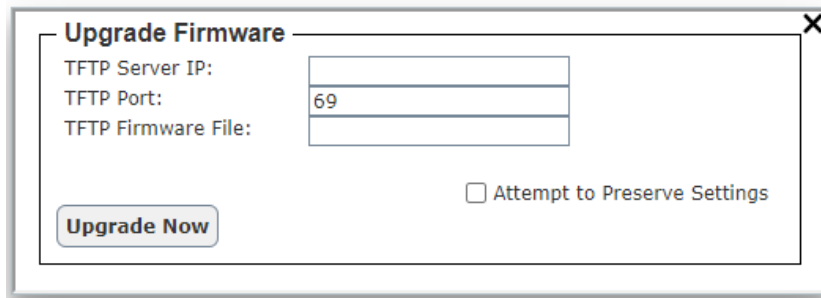 Upgrade Firmware
TFTP Server IP:
TFTP Port: 69
TFTP Firmware File:
Attempt to Preserve Settings
Upgrade Now